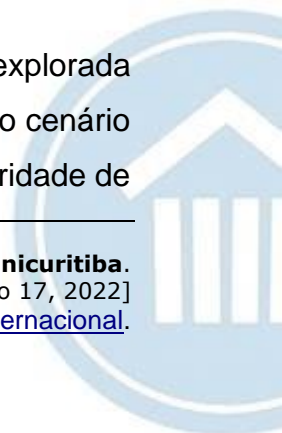 explorada
o cenário
ridade de
nicuritiba.
o 17, 2022]
ernacional.